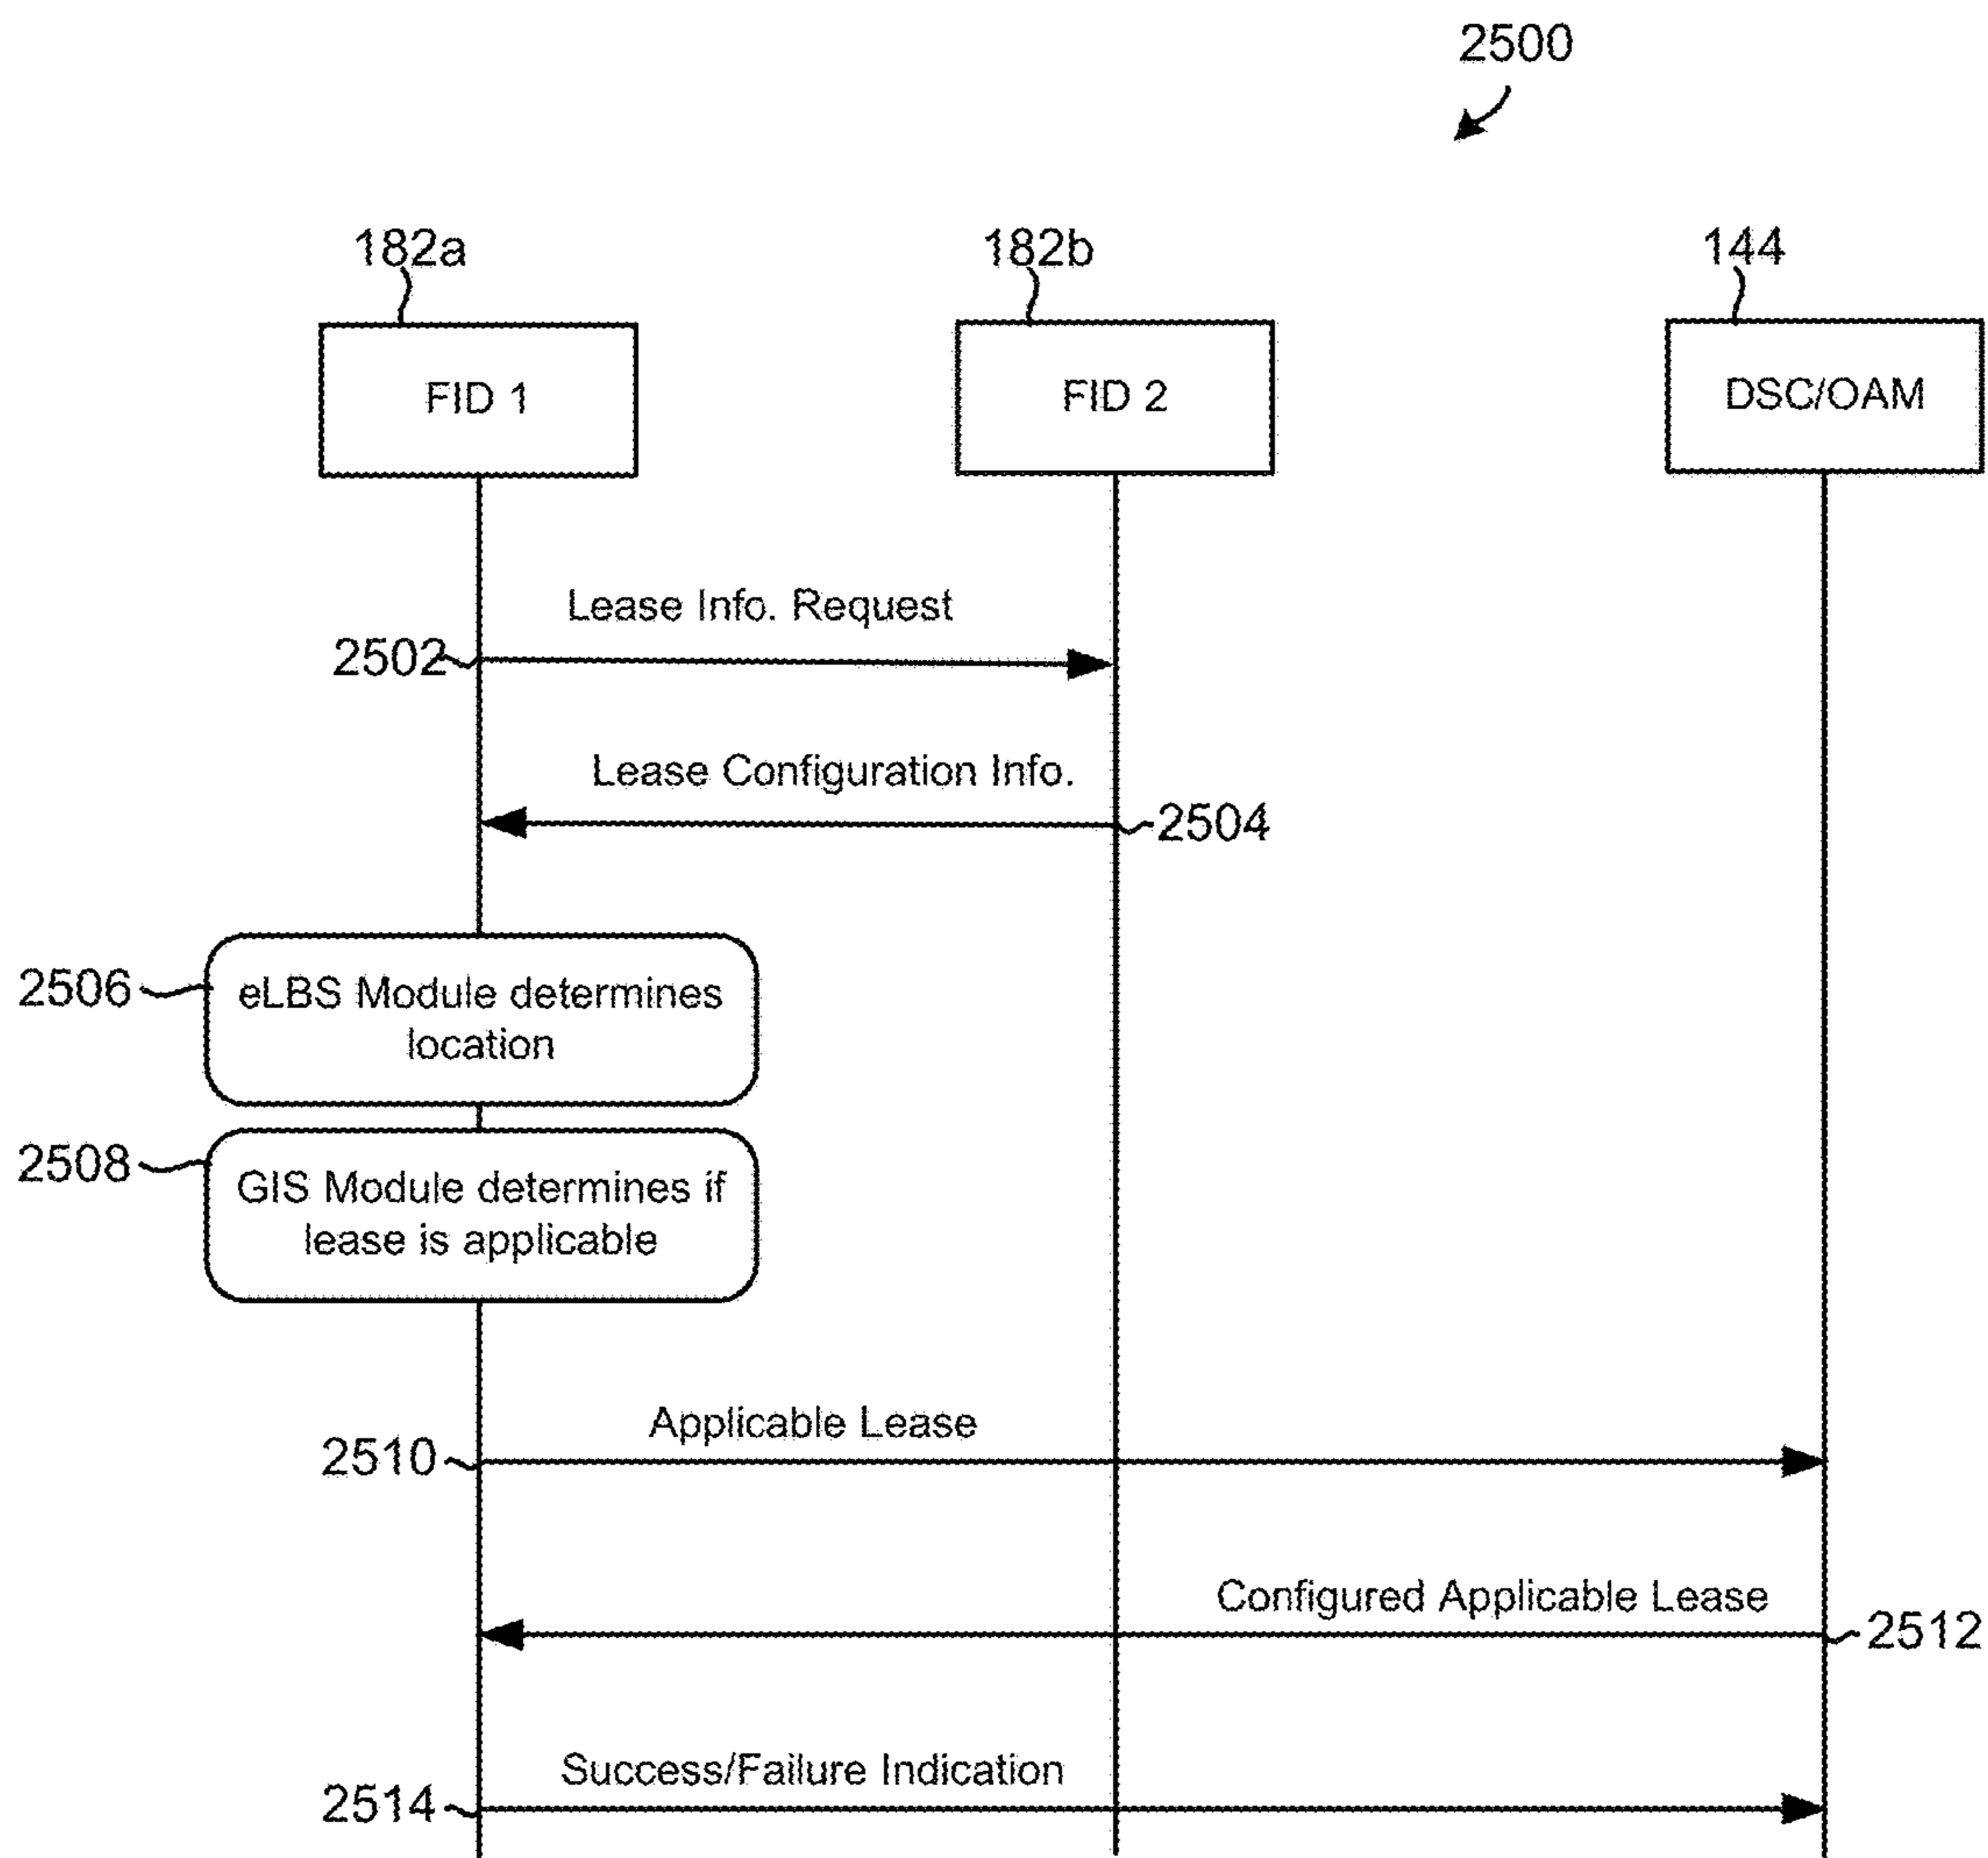 2500
182a
182b
144
FID 1
FID 2
DSC/OAM
Lease Info. Request
2502
Lease Configuration Info.
2504
2506
eLBS Module determines
location
2508
GIS Module determines if
lease is applicable
Applicable Lease
2510
Configured Applicable Lease
2512
Success/Failure Indication
2514